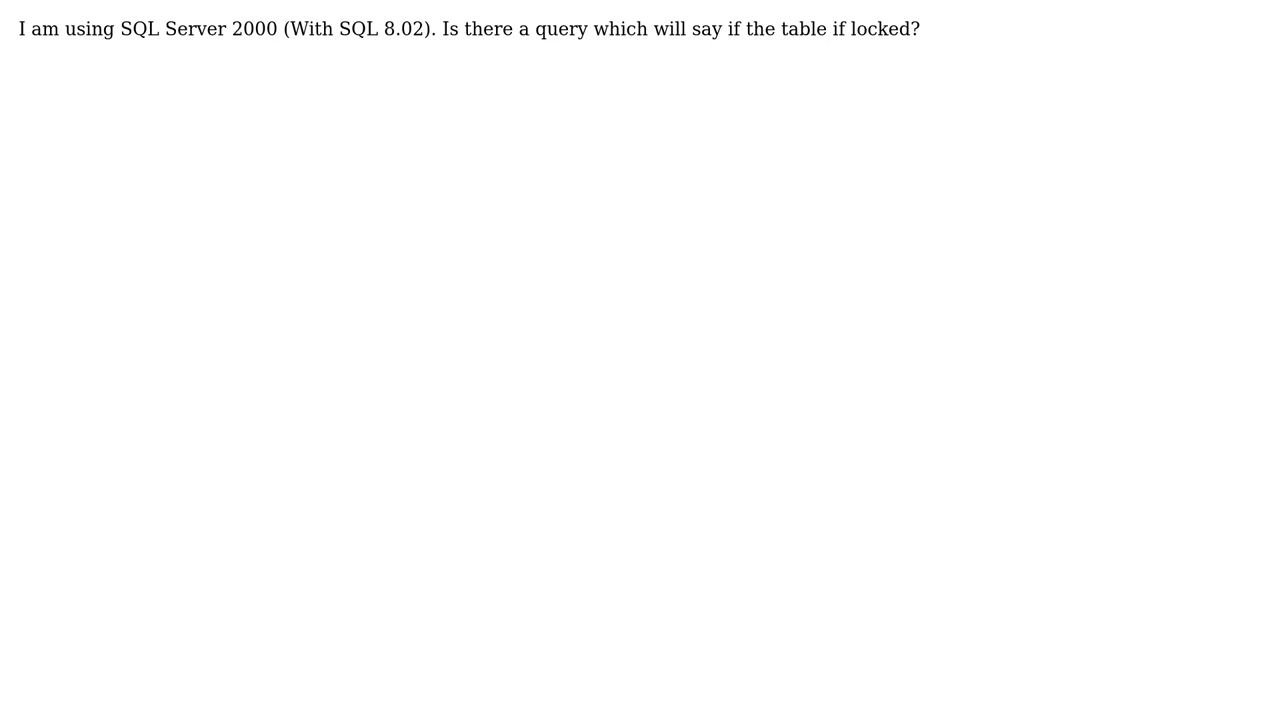 I am using SQL Server 2000 (With SQL 8.02). Is there a query which will say if the table if locked?